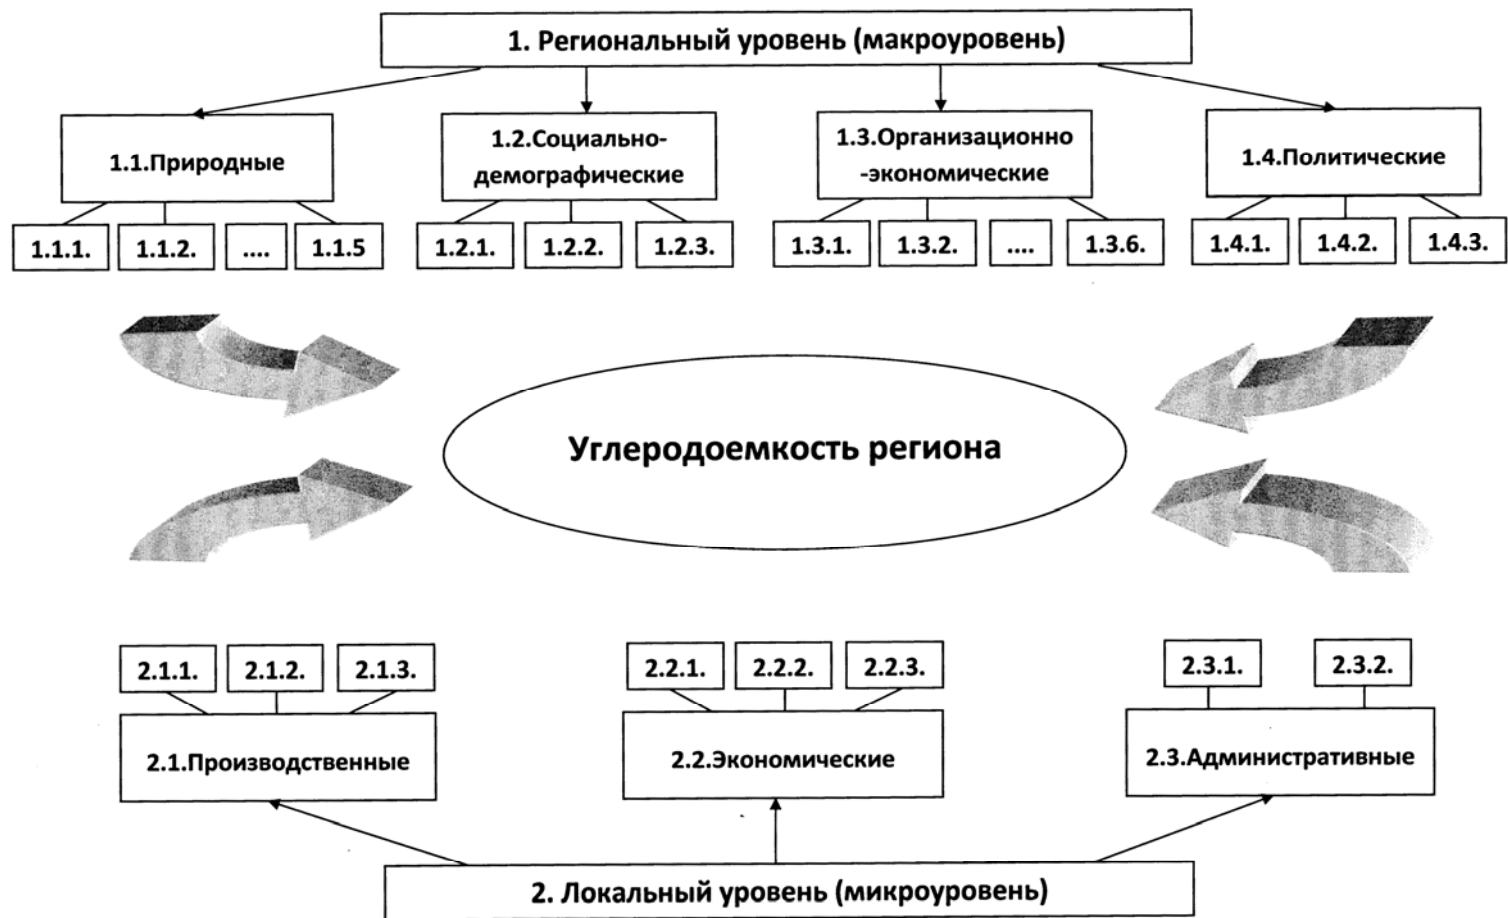 1. Региональный уровень (макроуровень)
1.1.Природные
1.2.Социально-
демографические
1.3.Организационно
-экономические
1.4.Политические
1.1.1. 1.1.2. .... 1.1.5 1.2.1. 1.2.2. 1.2.3. 1.3.1. 1.3.2. .... 1.3.6. 1.4.1. 1.4.2. 1.4.3.
Углеродоемкость региона
2.1.1. 2.1.2. 2.1.3. 2.2.1. 2.2.2. 2.2.3. 2.3.1. 2.3.2.
2.1.Производственные
2.2.Экономические
2.3.Административные
2. Локальный уровень (микроуровень)